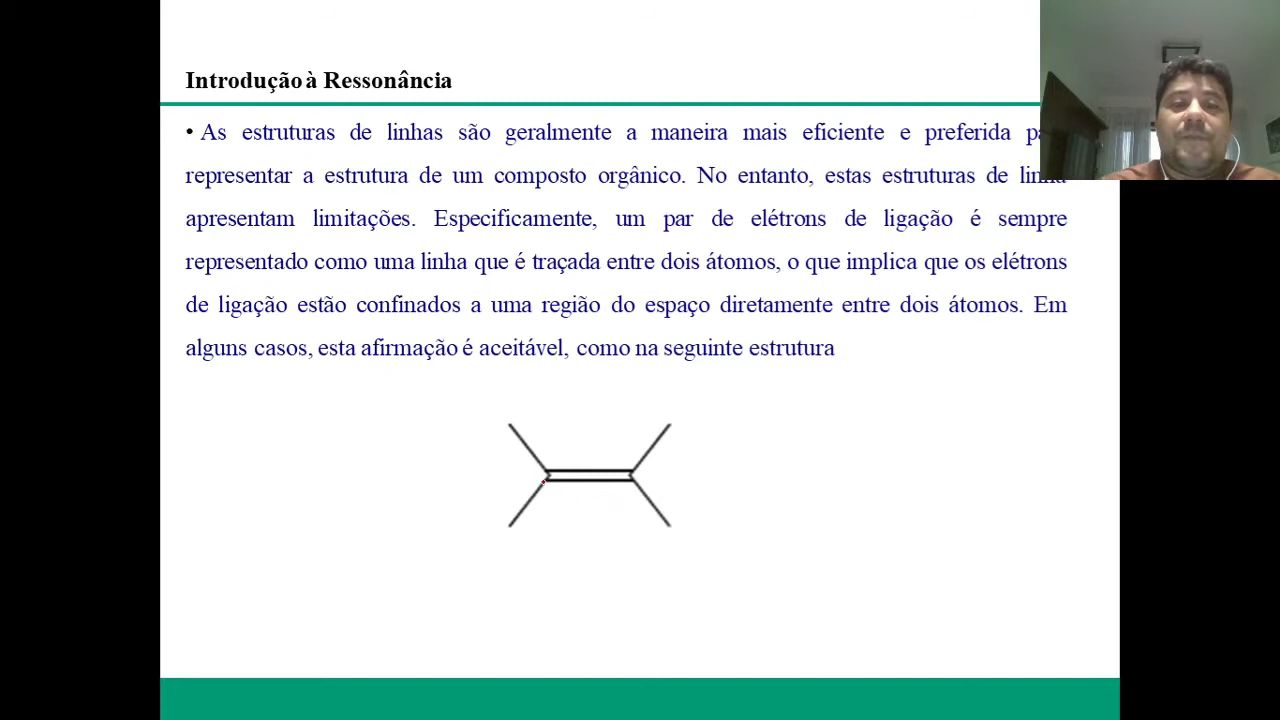 Introdução à Ressonância
• As estruturas de linhas são geralmente a maneira mais eficiente e preferida
representar a estrutura de um composto orgânico. No entanto, estas estruturas de linha
apresentam limitações. Especificamente, um par de elétrons de ligação é sempre
representado como uma linha que é traçada entre dois átomos, o que implica que os elétrons
de ligação estão confinados a uma região do espaço diretamente entre dois átomos. Em
alguns casos, esta afirmação é aceitável, como na seguinte estrutura